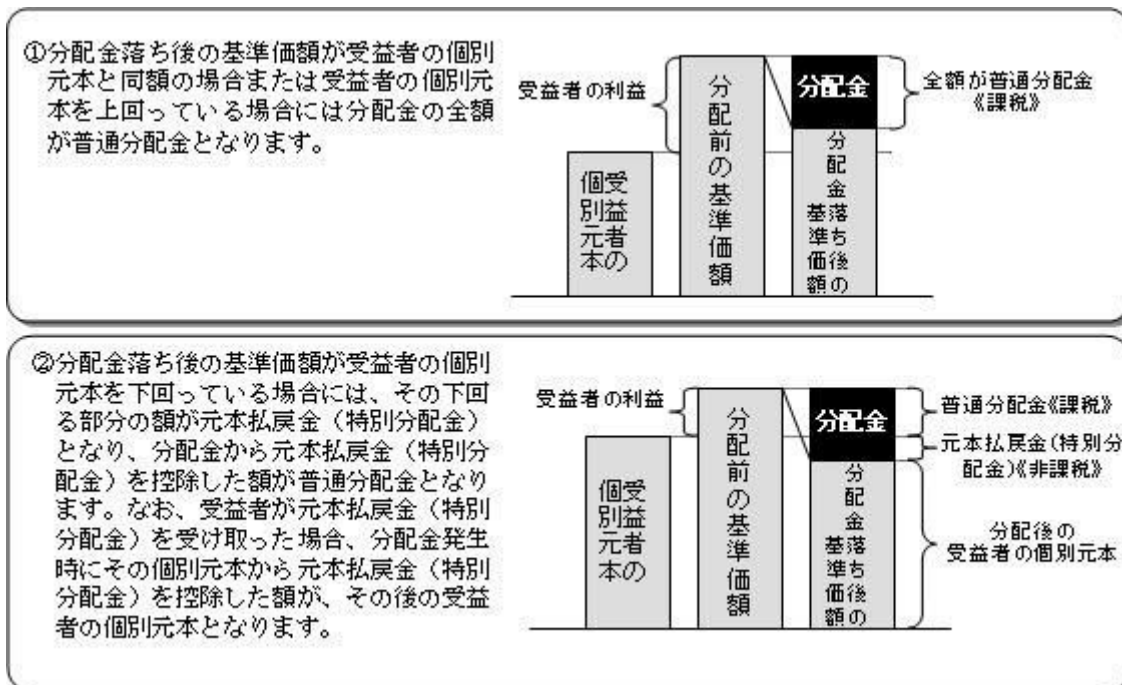 ①分配金落ち後の基準価額が受益者の個別
元本と同額の場合または受益者の個別元
本を上回っている場合には分配金の全額
が普通分配金となります。
受益者の利益
受益者の
個別元本
分配前の基準価額
分配金
分配金落ち後の
基準価額
全額が普通分配金
《課税》
②分配金落ち後の基準価額が受益者の個別
元本を下回っている場合には、その下回
る部分の額が元本払戻金（特別分配金）
となり、分配金から元本払戻金（特別分
配金）を控除した額が普通分配金となり
ます。なお、受益者が元本払戻金（特別
分配金）を受け取った場合、分配金発生
時にその個別元本から元本払戻金（特別
分配金）を控除した額が、その後の受益
者の個別元本となります。
受益者の利益
受益者の
個別元本
分配前の基準価額
分配金
分配金落ち後の
基準価額
普通分配金《課税》
元本払戻金(特別分
配金)《非課税》
分配後の
受益者の個別元本